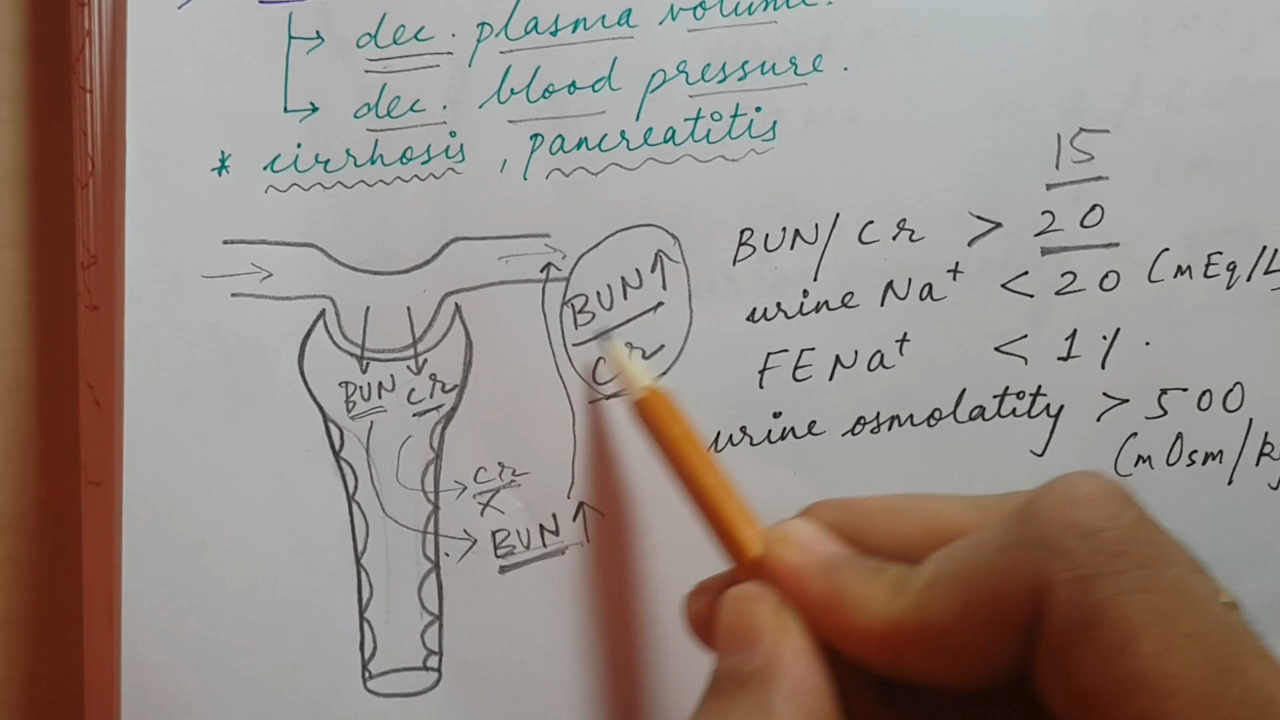 ↳ dec. plasma volume.
↳ dec. blood pressure.
* cirrhosis, pancreatitis
15
BUN/Cr > 20
urine Na+ < 20 (mEq/L
FENa+ < 1%.
urine osmolatity > 500
(mOsm/kg
BUN↑
Cr
BUN Cr
Cr
X
BUN↑